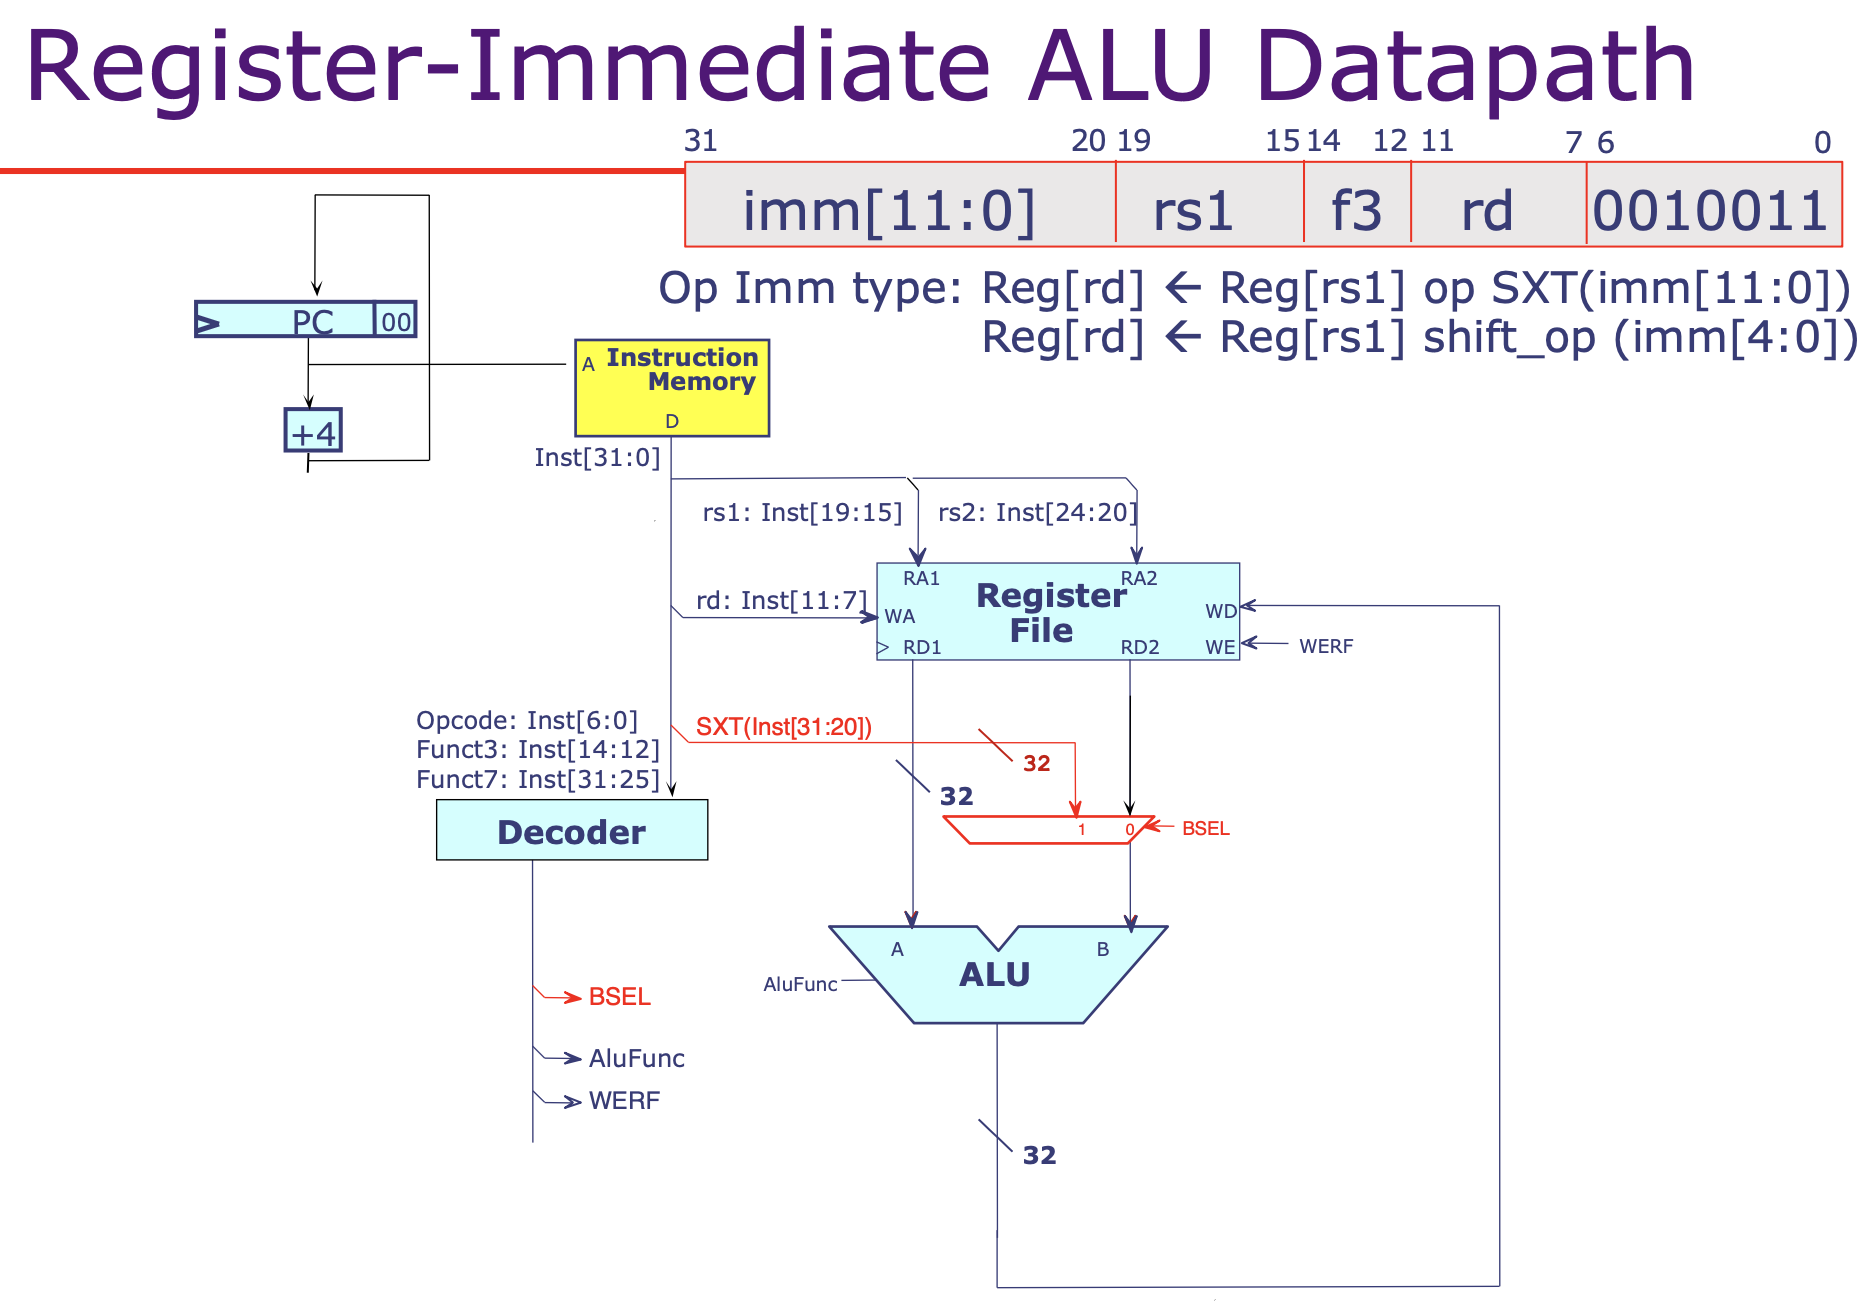 Register-Immediate ALU Datapath
31 20 19 15 14 12 11 7 6 0
imm[11:0] rs1 f3 rd 0010011
Op Imm type: Reg[rd] ← Reg[rs1] op SXT(imm[11:0])
Reg[rd] ← Reg[rs1] shift_op (imm[4:0])
PC 00
+4
A Instruction
Memory
D
Inst[31:0]
rs1: Inst[19:15] rs2: Inst[24:20]
RA1 RA2
rd: Inst[11:7]
Register
File
WA WD
RD1 RD2 WE WERF
Opcode: Inst[6:0]
Funct3: Inst[14:12]
Funct7: Inst[31:25]
SXT(Inst[31:20])
32
32
1 0 BSEL
Decoder
A B
ALU
AluFunc
BSEL
AluFunc
WERF
32